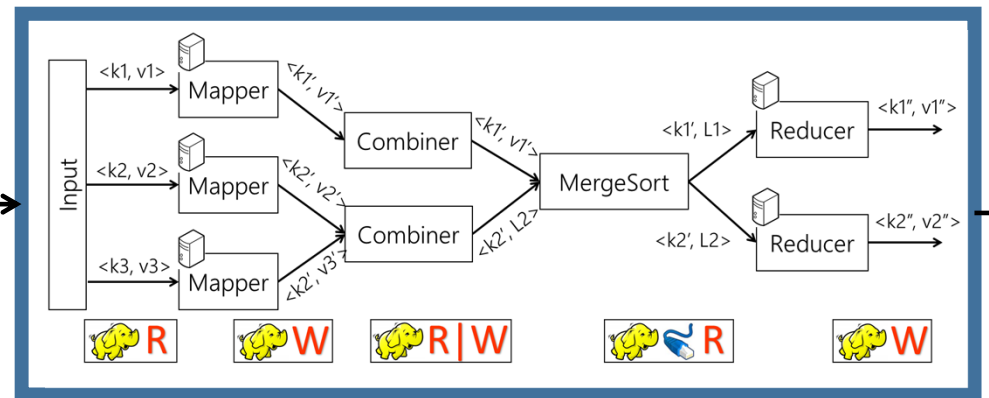 Input
<k1, v1>
<k2, v2>
<k3, v3>
Mapper
Mapper
Mapper
<k1', v1'>
<k2', v2'>
<k2', v3'>
Combiner
Combiner
<k1', v1'>
<k2', L2>
MergeSort
<k1', L1>
<k2', L2>
Reducer
Reducer
<k1", v1">
<k2", v2">
R
W
R|W
R
W